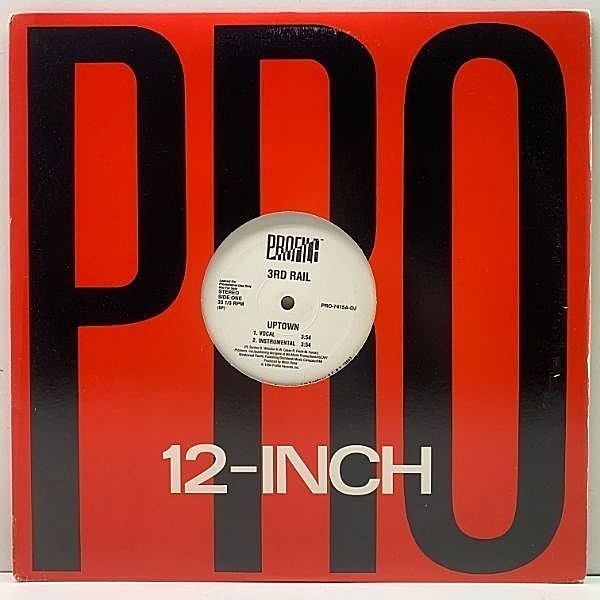 PRO
PROFILE
3RD RAIL
STEREO
SIDE ONE
33 1/3 RPM
PRO-7415A-DJ
UPTOWN
1. VOCAL 3:54
2. INSTRUMENTAL 3:54
12-INCH